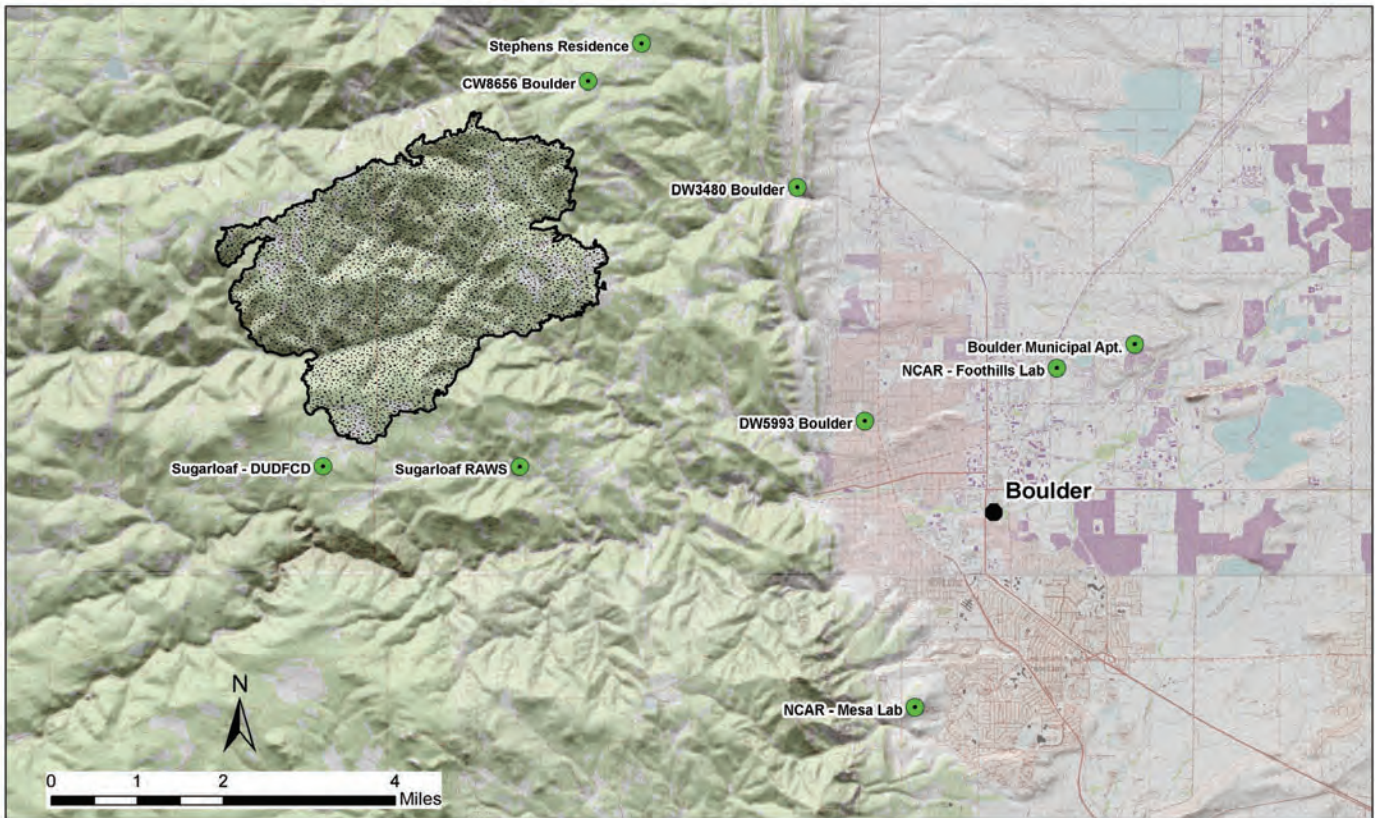 Stephens Residence
CW8656 Boulder
DW3480 Boulder
Boulder Municipal Apt.
NCAR - Foothills Lab
DW5993 Boulder
Sugarloaf - DUDFCD
Sugarloaf RAWS
Boulder
NCAR - Mesa Lab
N
0 1 2 4
Miles